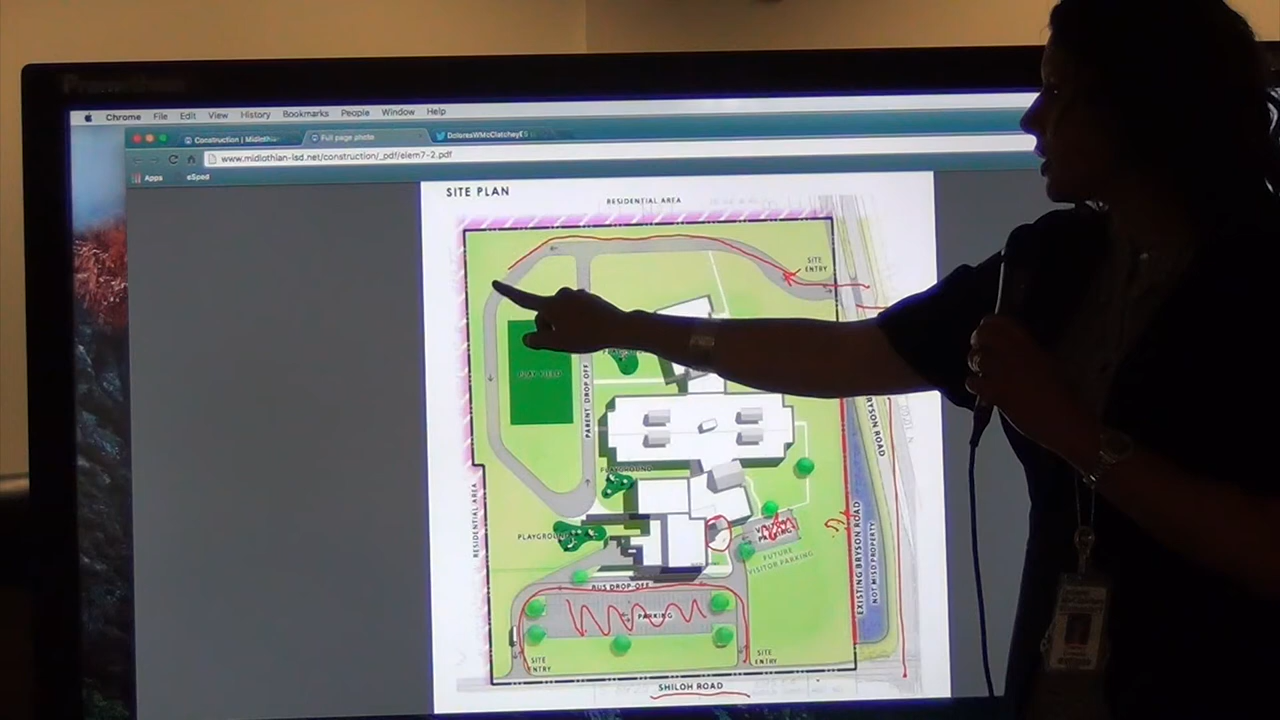 Promethean
Chrome File Edit View History Bookmarks People Window Help
Construction | Midlothian
Full page photo
DoloresWMcClatcheyE
www.midlothian-isd.net/construction/_pdf/elem7-2.pdf
Apps eSped
SITE PLAN
RESIDENTIAL AREA
SITE
ENTRY
PLAY FIELD
PARENT DROP OFF
BRYSON ROAD
PLAYGROUND
RESIDENTIAL AREA
PLAYGROUND
PARKING
FUTURE
VISITOR PARKING
EXISTING BRYSON ROAD
NOT MISD PROPERTY
BUS DROP-OFF
PARKING
SITE
ENTRY
SITE
ENTRY
SHILOH ROAD